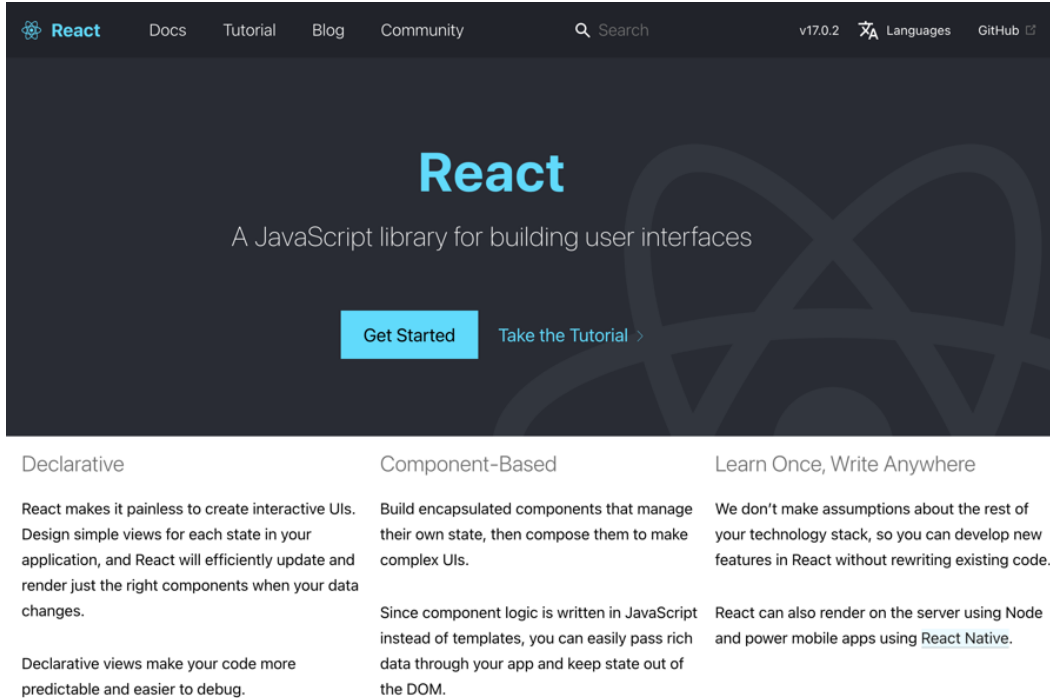 React Docs Tutorial Blog Community Search v17.0.2 Languages GitHub
React
A JavaScript library for building user interfaces
Get Started Take the Tutorial
Declarative
React makes it painless to create interactive UIs.
Design simple views for each state in your
application, and React will efficiently update and
render just the right components when your data
changes.
Declarative views make your code more
predictable and easier to debug.
Component-Based
Build encapsulated components that manage
their own state, then compose them to make
complex UIs.
Since component logic is written in JavaScript
instead of templates, you can easily pass rich
data through your app and keep state out of
the DOM.
Learn Once, Write Anywhere
We don’t make assumptions about the rest of
your technology stack, so you can develop new
features in React without rewriting existing code.
React can also render on the server using Node
and power mobile apps using React Native.